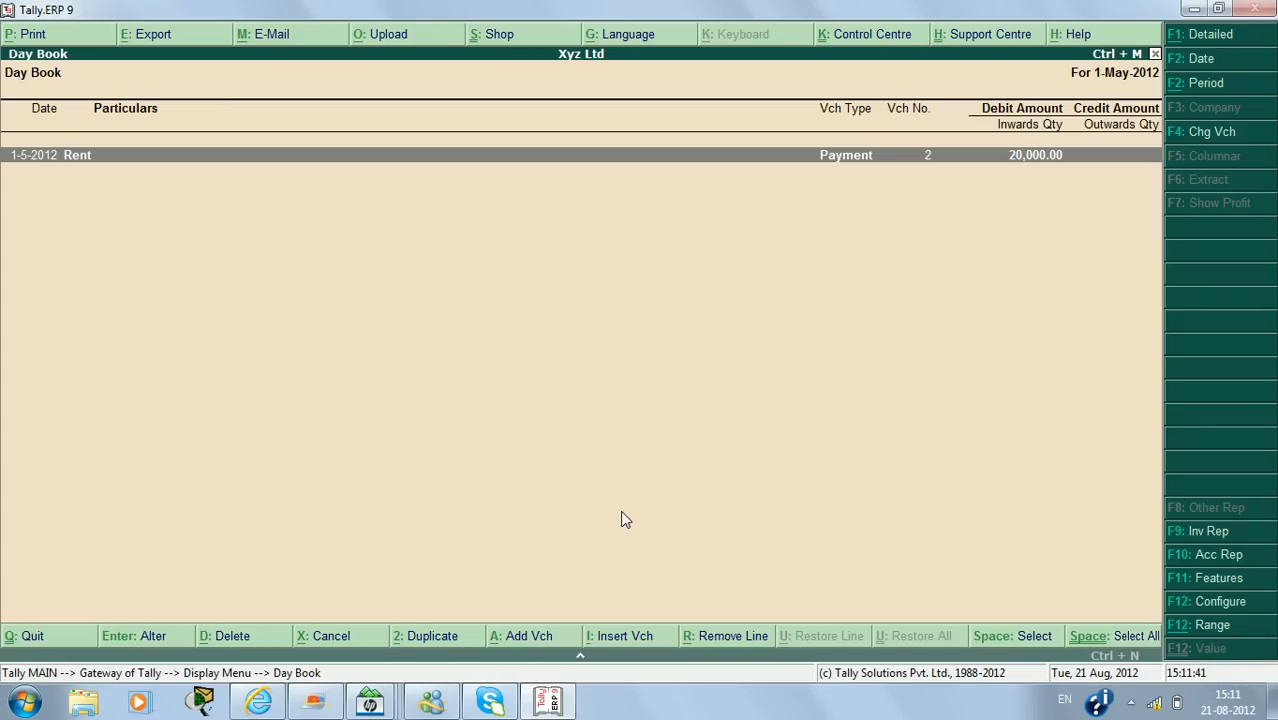 Tally.ERP 9
P: Print E: Export M: E-Mail O: Upload S: Shop G: Language K: Keyboard K: Control Centre H: Support Centre H: Help
Day Book Xyz Ltd Ctrl + M
Day Book For 1-May-2012
Date Particulars Vch Type Vch No. Debit Amount Credit Amount
Inwards Qty Outwards Qty
1-5-2012 Rent Payment 2 20,000.00
F1: Detailed
F2: Date
F2: Period
F3: Company
F4: Chg Vch
F5: Columnar
F6: Extract
F7: Show Profit
F8: Other Rep
F9: Inv Rep
F10: Acc Rep
F11: Features
F12: Configure
F12: Range
F12: Value
Q: Quit Enter: Alter D: Delete X: Cancel 2: Duplicate A: Add Vch I: Insert Vch R: Remove Line U: Restore Line U: Restore All Space: Select Space: Select All
Ctrl + N
Tally MAIN --> Gateway of Tally --> Display Menu --> Day Book (c) Tally Solutions Pvt. Ltd., 1988-2012 Tue, 21 Aug, 2012 15:11:41
EN 15:11
21-08-2012